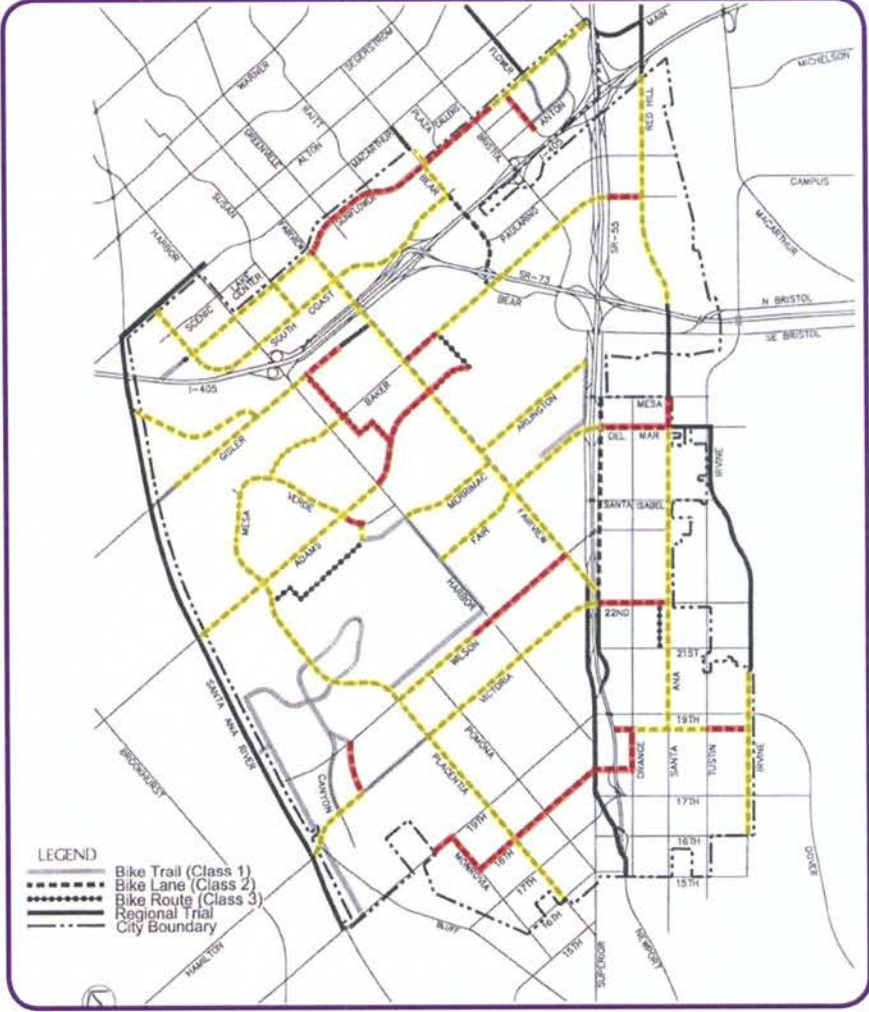 MAIN
FLOWER
SEGERSTROM
WARNER
MICHELSON
RAITT
PLAZA
CALLENS
ANTON
RED HILL
GREENVILLE
ALTON
MACARTHUR
BRISTOL
I-405
BEAR
CAMPUS
SUSAN
FAIRVIEW
SUNFLOWER
PAULARINO
MACARTHUR
HARBOR
LAKE
CENTER
SR-55
SR-73
SCENIC
SOUTH COAST
BEAR
N BRISTOL
SE BRISTOL
I-405
BAKER
ARLINGTON
MESA
GISLER
DEL MAR
IRVINE
VERDE
MESA
MERRIMAC
SANTA ISABEL
FAIR
FAIRVIEW
ADAMS
HARBOR
22ND
WILSON
21ST
ANA
VICTORIA
SANTA ANA RIVER
19TH
POMONA
PLACENTIA
ORANGE
SANTA
TUSTIN
IRVINE
BROOKHURST
CANYON
17TH
19TH
16TH
18TH
MONROVIA
17TH
15TH
DOVER
16TH
BLUFF
15TH
HAMILTON
SUPERIOR
NEWPORT
LEGEND
Bike Trail (Class 1)
Bike Lane (Class 2)
Bike Route (Class 3)
Regional Trial
City Boundary